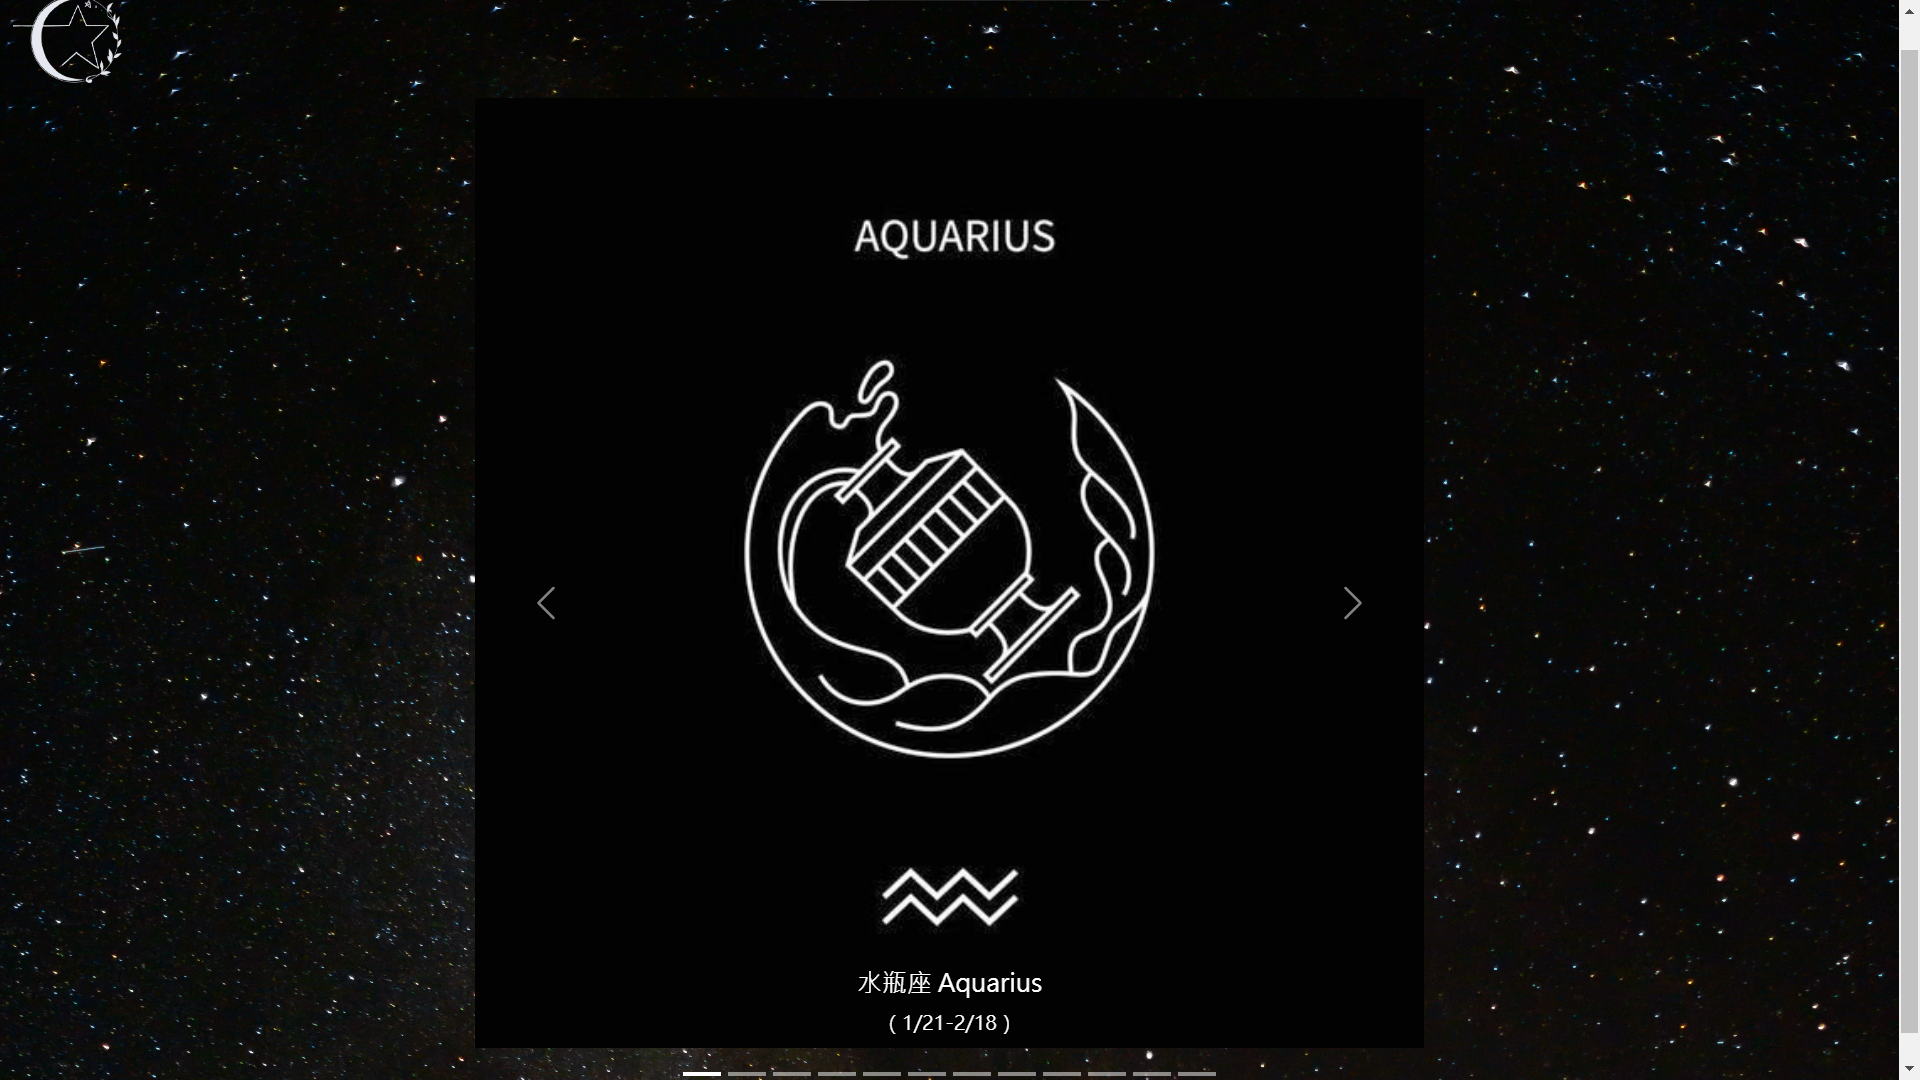 AQUARIUS
水瓶座 Aquarius
( 1/21-2/18 )